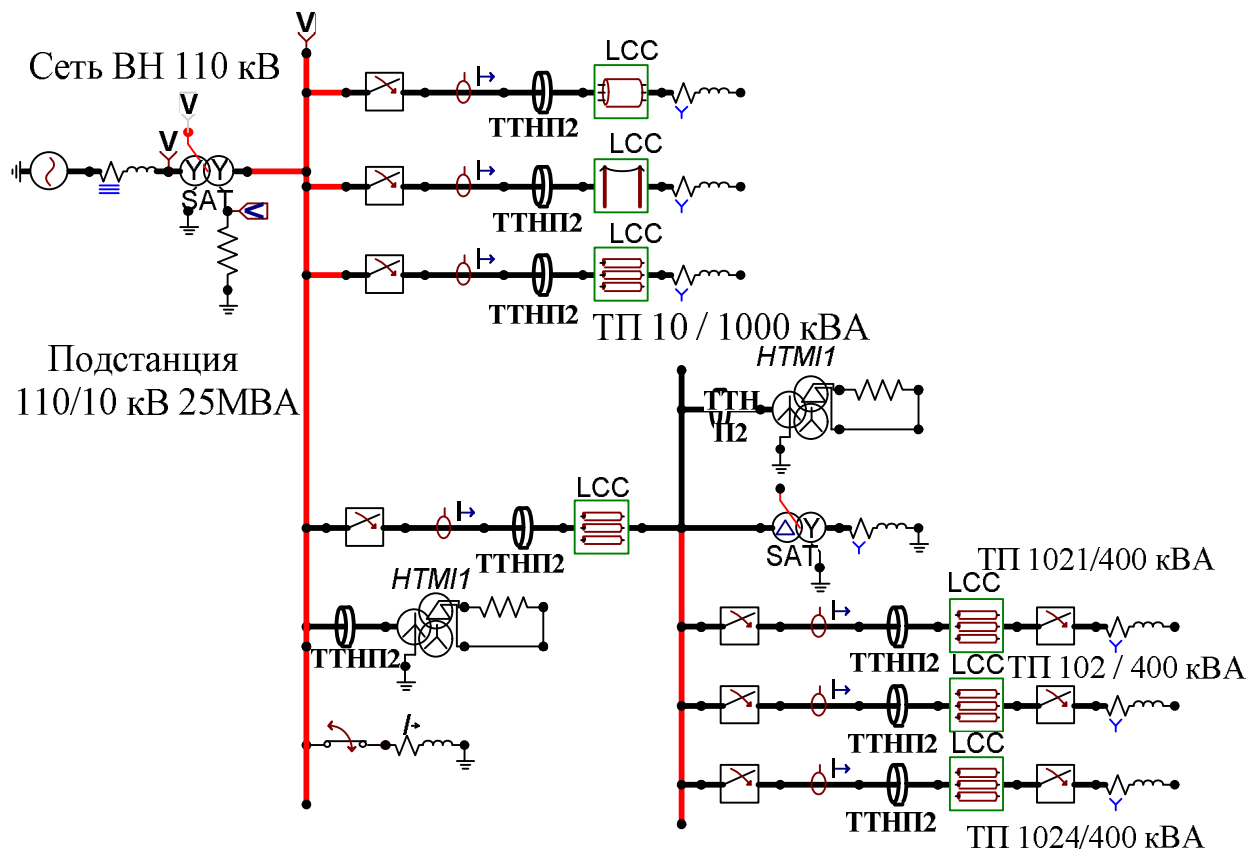 V
LCC
Сеть ВН 110 кВ
V
ТТНП2
V
LCC
Y Y
SAT
V
ТТНП2
LCC
ТТНП2
ТП 10 / 1000 кВА
Подстанция
110/10 кВ 25МВА
HTMI1
ТТН
П2
LCC
Y
ТТНП2
SAT
ТП 1021/400 кВА
HTMI1
LCC
ТТНП2
ТТНП2
LCC
ТП 102 / 400 кВА
I
ТТНП2
LCC
ТТНП2
ТП 1024/400 кВА